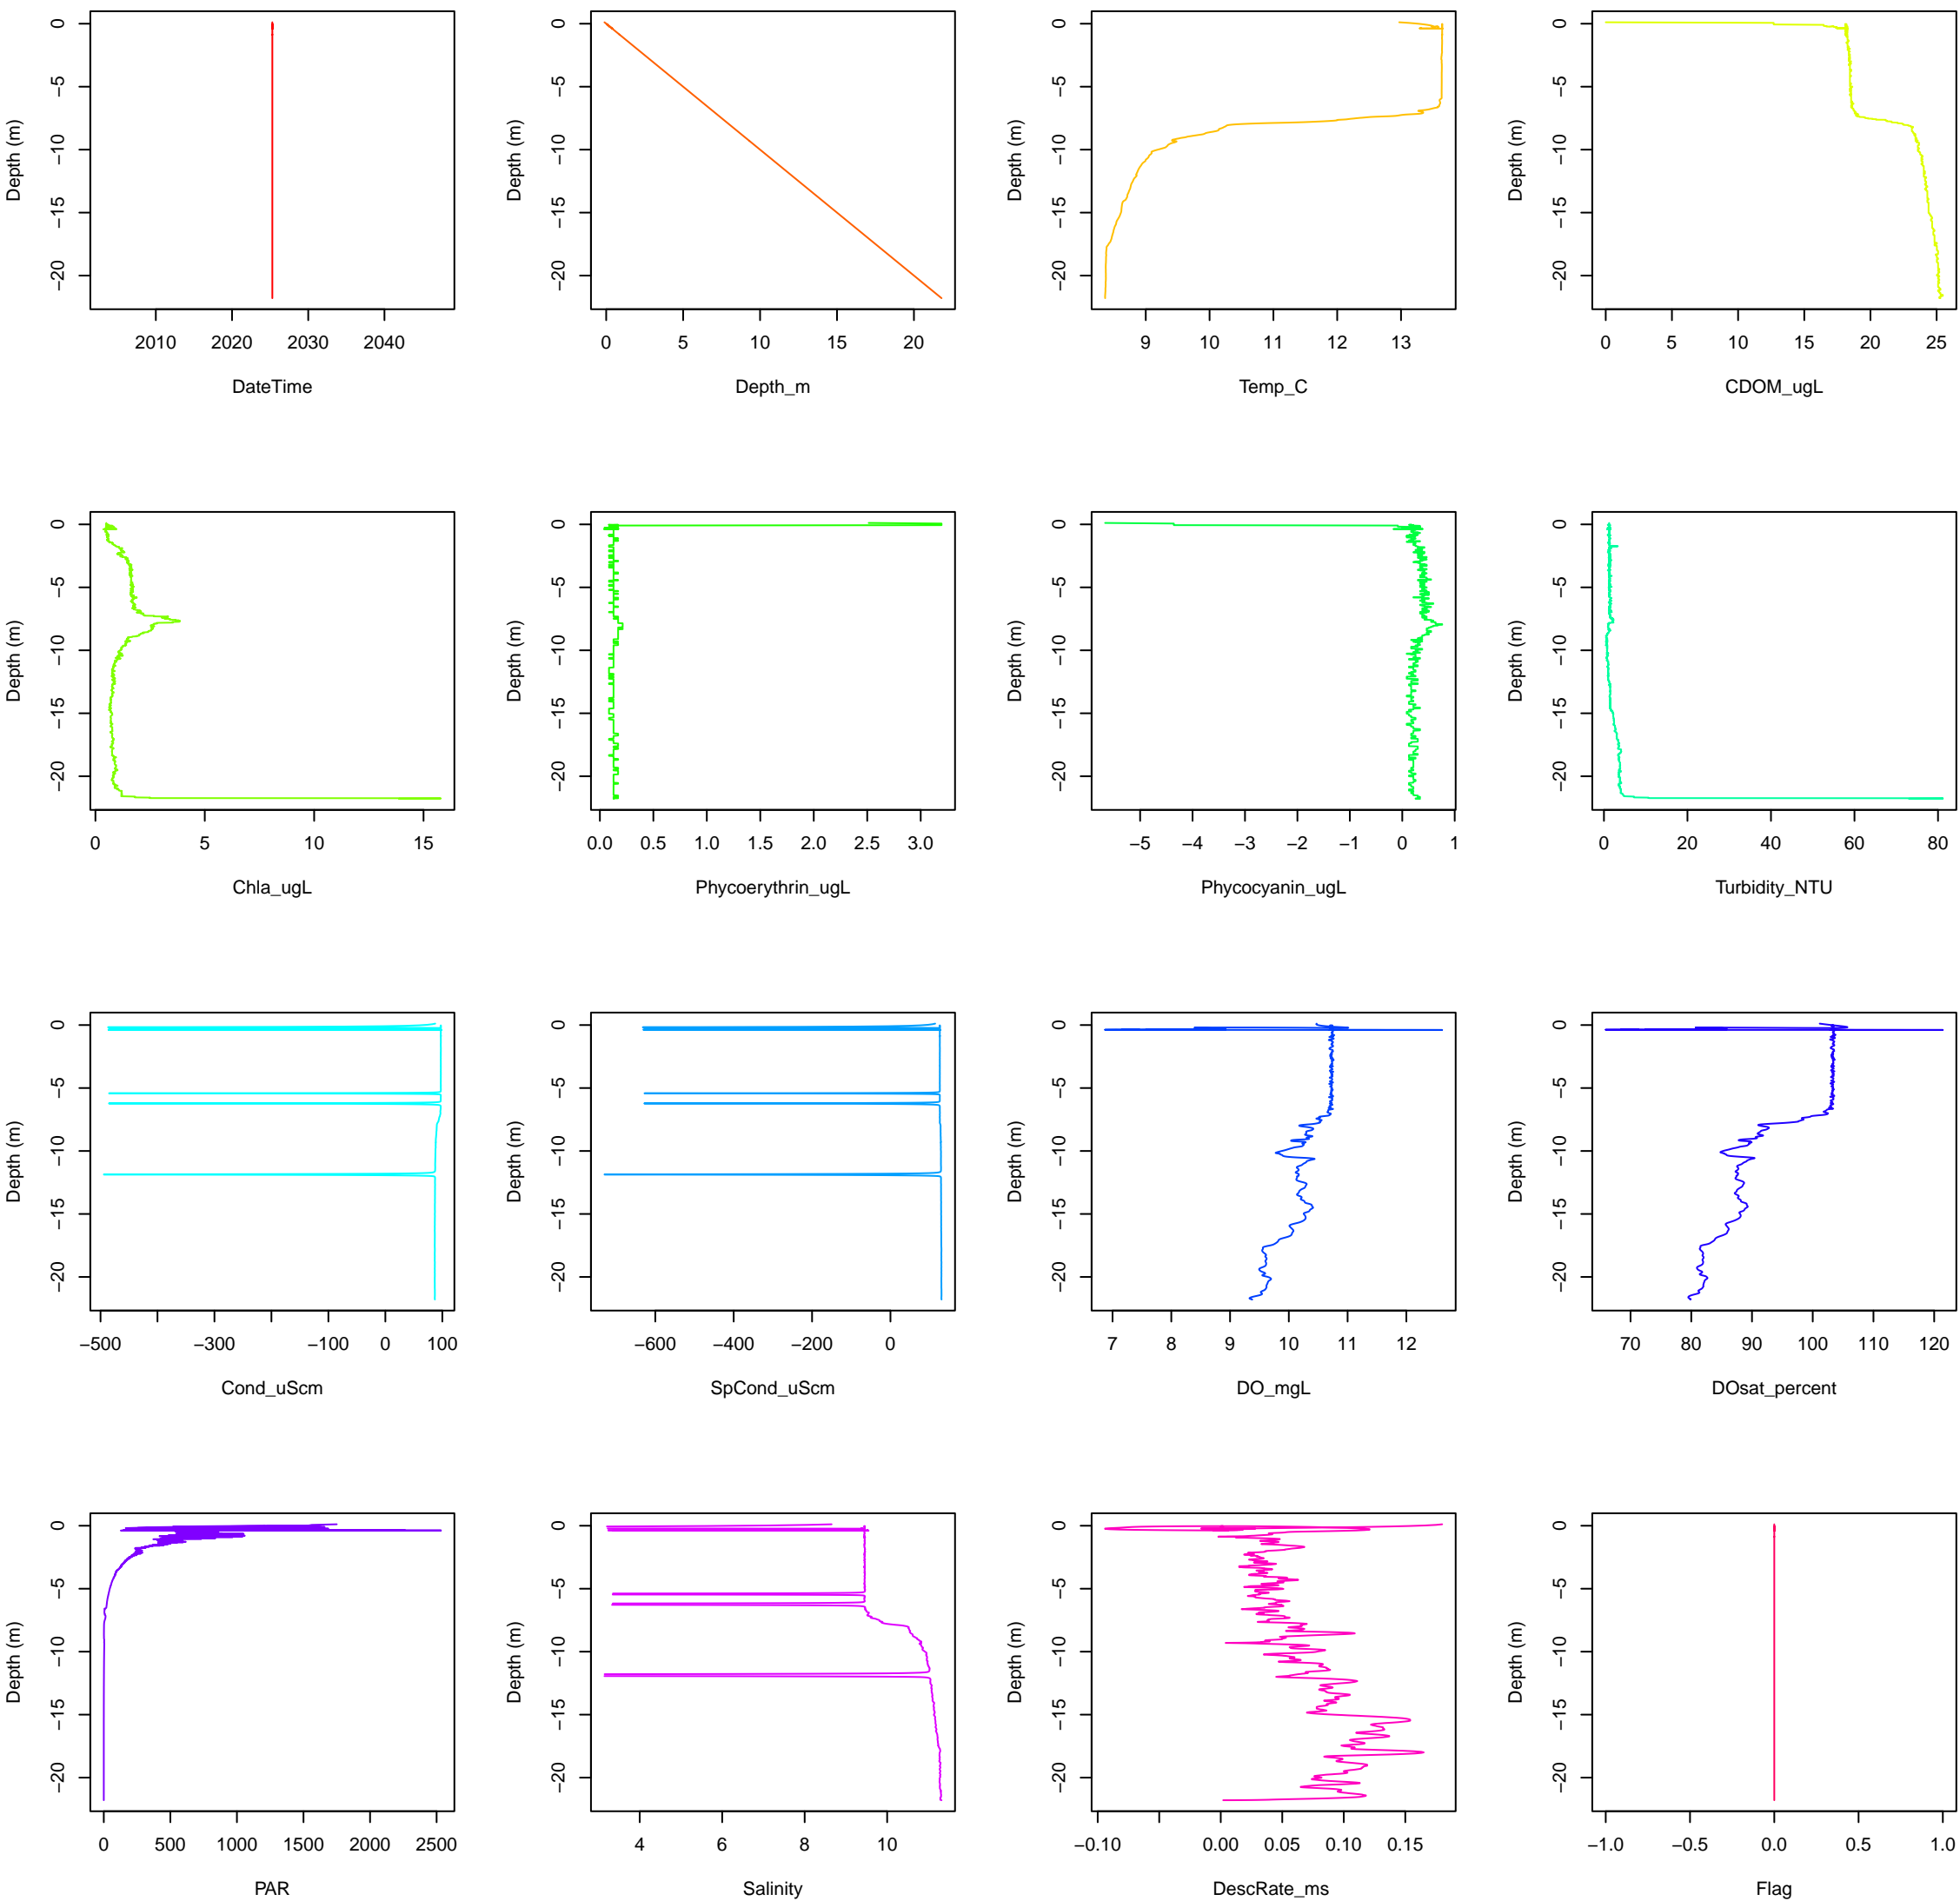 0 −5 −10 −15 −20 Depth (m)
2010 2020 2030 2040
DateTime
0 −5 −10 −15 −20 Depth (m)
0 5 10 15 20
Depth_m
0 −5 −10 −15 −20 Depth (m)
9 10 11 12 13
Temp_C
0 −5 −10 −15 −20 Depth (m)
0 5 10 15 20 25
CDOM_ugL
0 −5 −10 −15 −20 Depth (m)
0 5 10 15
Chla_ugL
0 −5 −10 −15 −20 Depth (m)
0.0 0.5 1.0 1.5 2.0 2.5 3.0
Phycoerythrin_ugL
0 −5 −10 −15 −20 Depth (m)
−5 −4 −3 −2 −1 0 1
Phycocyanin_ugL
0 −5 −10 −15 −20 Depth (m)
0 20 40 60 80
Turbidity_NTU
0 −5 −10 −15 −20 Depth (m)
−500 −300 −100 0 100
Cond_uScm
0 −5 −10 −15 −20 Depth (m)
−600 −400 −200 0
SpCond_uScm
0 −5 −10 −15 −20 Depth (m)
7 8 9 10 11 12
DO_mgL
0 −5 −10 −15 −20 Depth (m)
70 80 90 100 110 120
DOsat_percent
0 −5 −10 −15 −20 Depth (m)
0 500 1000 1500 2000 2500
PAR
0 −5 −10 −15 −20 Depth (m)
4 6 8 10
Salinity
0 −5 −10 −15 −20 Depth (m)
−0.10 0.00 0.05 0.10 0.15
DescRate_ms
0 −5 −10 −15 −20 Depth (m)
−1.0 −0.5 0.0 0.5 1.0
Flag